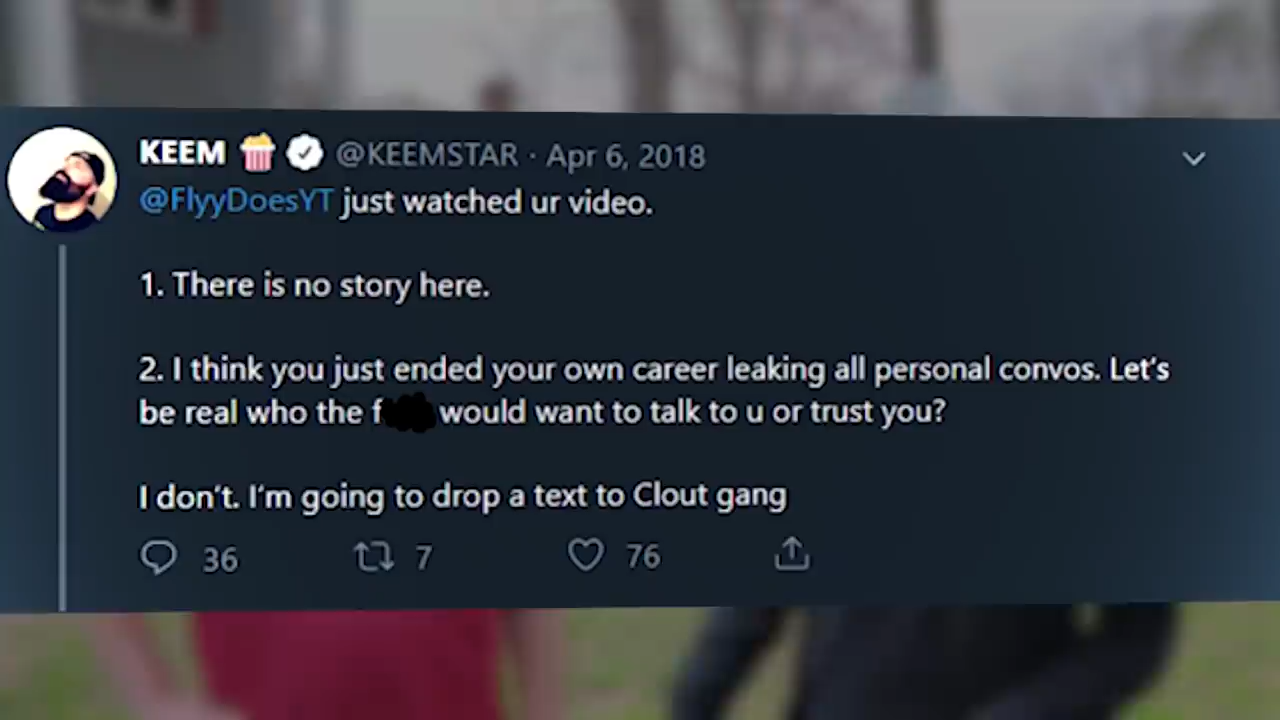 KEEM 🍿 @KEEMSTAR · Apr 6, 2018
@FlyyDoesYT just watched ur video.
1. There is no story here.
2. I think you just ended your own career leaking all personal convos. Let's
be real who the f would want to talk to u or trust you?
I don't. I'm going to drop a text to Clout gang
36 7 76